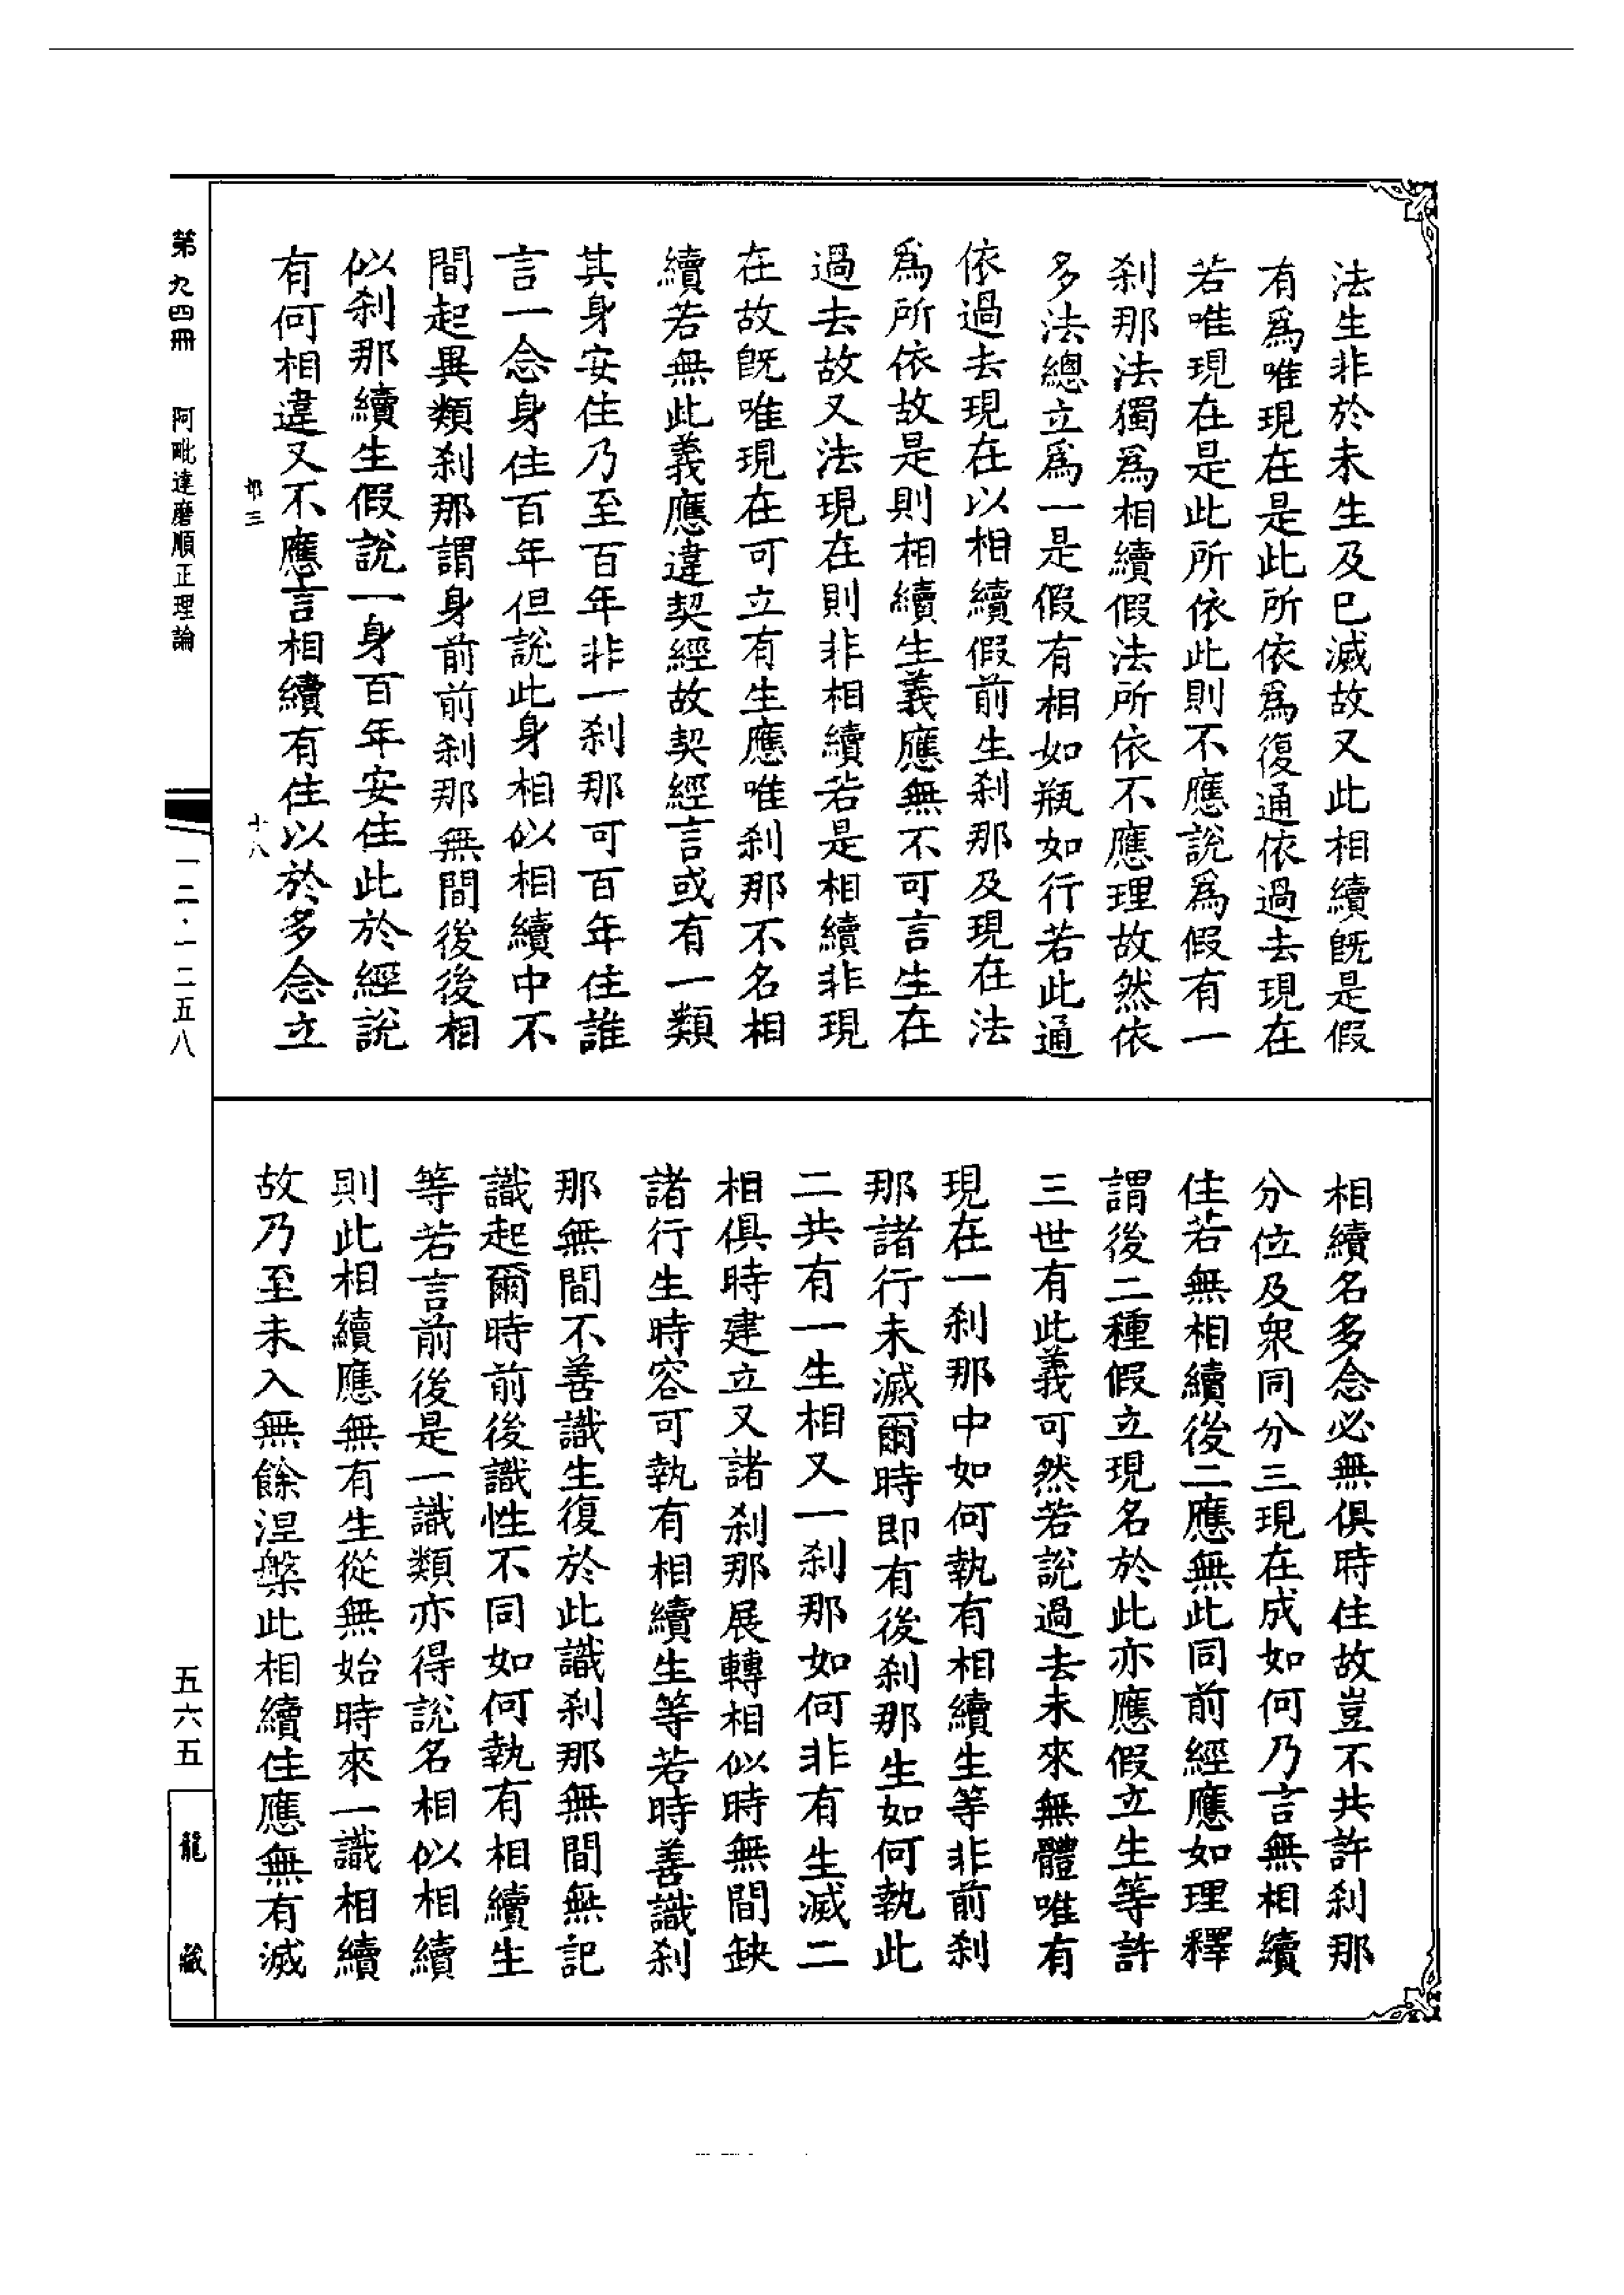 法生非於未生及已滅故又此相續旣是假
有爲唯現在是此所依爲復通依過去現在
若唯現在是此所依此則不應說爲假有一
刹那法獨爲相續假法所依不應理故然依
多法總立爲一是假有相如瓶如行若此通
依過去現在以相續假前生刹那及現在法
爲所依故是則相續生義應無不可言生在
過去故又法現在則非相續若是相續非現
在故旣唯現在可立有生應唯刹那不名相
續若無此義應違契經故契經言或有一類
其身安住乃至百年非一刹那可百年住誰
言一念身住百年但說此身相似相續中不
間起異類刹那謂身前前刹那無間後後相
似刹那續生假說一身百年安住此於經說
有何相違又不應言相續有住以於多念立
相續名多念必無俱時住故豈不共許刹那
分位及衆同分三現在成如何乃言無相續
住若無相續後二應無此同前經應如理釋
謂後二種假立現名於此亦應假立生等許
三世有此義可然若說過去未來無體唯有
現在一刹那中如何執有相續生等非前刹
那諸行未滅爾時即有後刹那生如何執此
二共有一生相又一刹那如何非有生滅二
相俱時建立又諸刹那展轉相似時無間缺
諸行生時容可執有相續生等若時善識刹
那無間不善識生復於此識刹那無間無記
識起爾時前後識性不同如何執有相續生
等若言前後是一識類亦得說名相似相續
則此相續應無有生從無始時來一識相續
故乃至未入無餘涅槃此相續住應無有滅
第九四冊 阿毗達磨順正理論
十八
一二·一二五八
五六五
龍藏